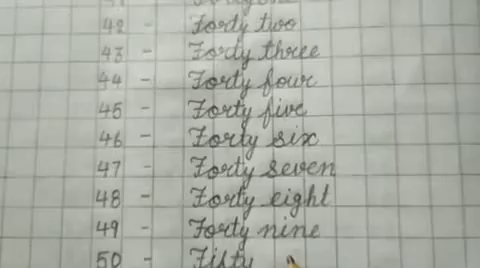 42 - Forty two
43 - Forty three
44 - Forty four
45 - Forty five
46 - Forty six
47 - Forty seven
48 - Forty eight
49 - Forty nine
50 - Fifty